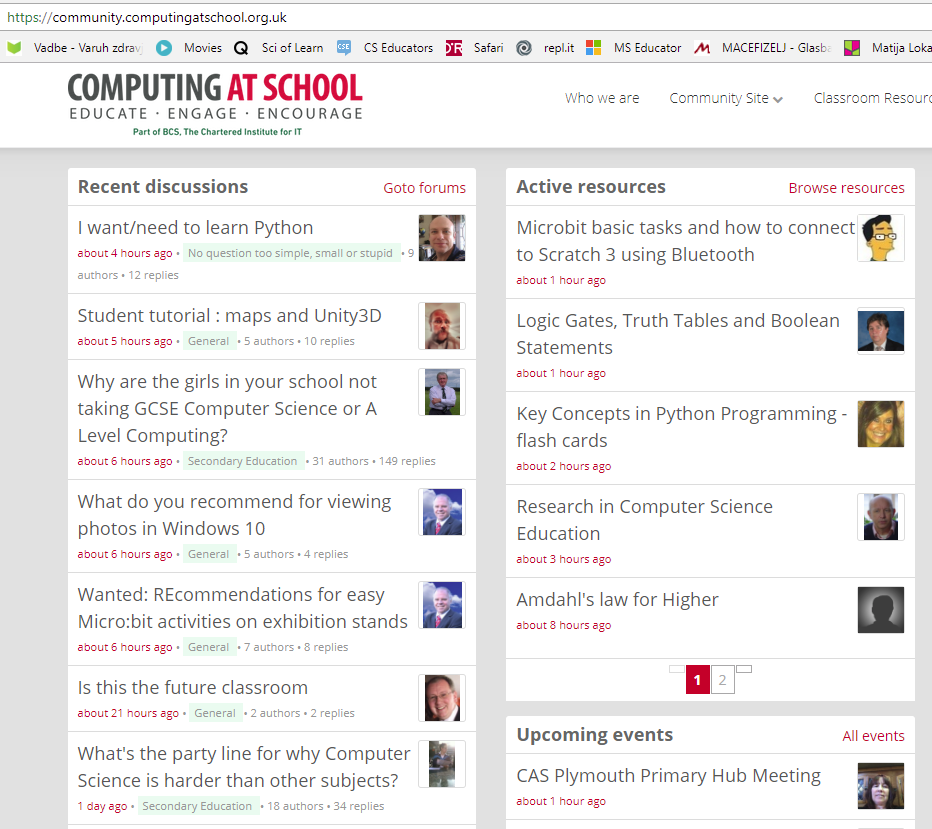 https://community.computingatschool.org.uk
Vadbe - Varuh zdrav
Movies
Sci of Learn
CSE
CS Educators
D'R
Safari
repl.it
MS Educator
MACEFIZELJ - Glasba
Matija Loka
COMPUTING AT SCHOOL
EDUCATE · ENGAGE · ENCOURAGE
Part of BCS, The Chartered Institute for IT
Who we are
Community Site
Classroom Resourc
Recent discussions
Goto forums
I want/need to learn Python
about 4 hours ago • No question too simple, small or stupid • 9
authors • 12 replies
Student tutorial : maps and Unity3D
about 5 hours ago • General • 5 authors • 10 replies
Why are the girls in your school not
taking GCSE Computer Science or A
Level Computing?
about 6 hours ago • Secondary Education • 31 authors • 149 replies
What do you recommend for viewing
photos in Windows 10
about 6 hours ago • General • 5 authors • 4 replies
Wanted: REcommendations for easy
Micro:bit activities on exhibition stands
about 6 hours ago • General • 7 authors • 8 replies
Is this the future classroom
about 21 hours ago • General • 2 authors • 2 replies
What's the party line for why Computer
Science is harder than other subjects?
1 day ago • Secondary Education • 18 authors • 34 replies
Active resources
Browse resources
Microbit basic tasks and how to connect
to Scratch 3 using Bluetooth
about 1 hour ago
Logic Gates, Truth Tables and Boolean
Statements
about 1 hour ago
Key Concepts in Python Programming -
flash cards
about 2 hours ago
Research in Computer Science
Education
about 3 hours ago
Amdahl's law for Higher
about 8 hours ago
1
2
Upcoming events
All events
CAS Plymouth Primary Hub Meeting
about 1 hour ago